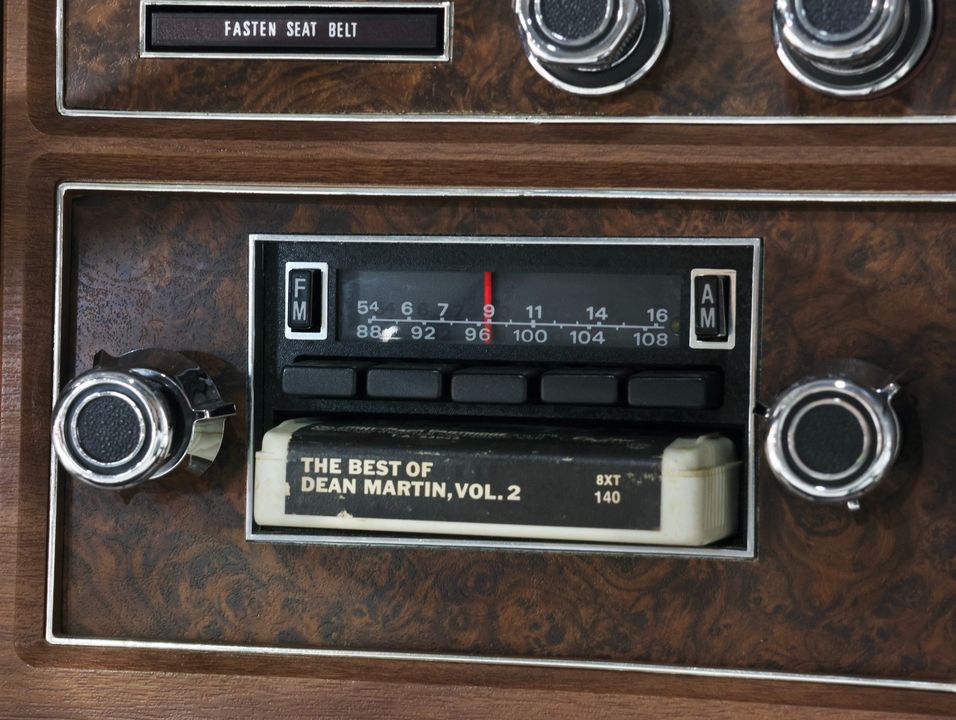 FASTEN SEAT BELT
FM
AM
54 6 7 9 11 14 16
88 92 96 100 104 108
THE BEST OF
DEAN MARTIN, VOL. 2
8XT
140